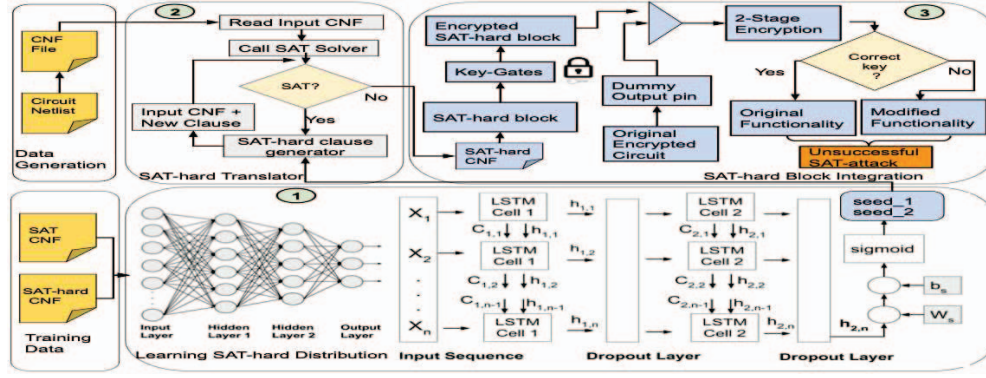 2
3
CNF
File
Circuit
Netlist
Data
Generation
Read Input CNF
Call SAT Solver
SAT?
No
Yes
Input CNF +
New Clause
SAT-hard clause
generator
SAT-hard Translator
Encrypted
SAT-hard block
Key-Gates
SAT-hard block
SAT-hard
CNF
Dummy
Output pin
Original
Encrypted
Circuit
2-Stage
Encryption
Correct
key
?
Yes
No
Original
Functionality
Modified
Functionality
Unsuccessful
SAT-attack
SAT-hard Block Integration
1
SAT
CNF
SAT-hard
CNF
Training
Data
Input
Layer
Hidden
Layer 1
Hidden
Layer 2
Output
Layer
Learning SAT-hard Distribution
X1
X2
Xn
Input Sequence
LSTM
Cell 1
h1,1
C1,1
h1,1
LSTM
Cell 1
h1,2
C1,2
h1,2
C1,n-1
h1,n-1
LSTM
Cell 1
h1,n
Dropout Layer
LSTM
Cell 2
C2,1
h2,1
LSTM
Cell 2
C2,2
h2,2
C2,n-1
h2,n-1
LSTM
Cell 2
h2,n
Dropout Layer
seed_1
seed_2
sigmoid
bs
Ws
h2,n